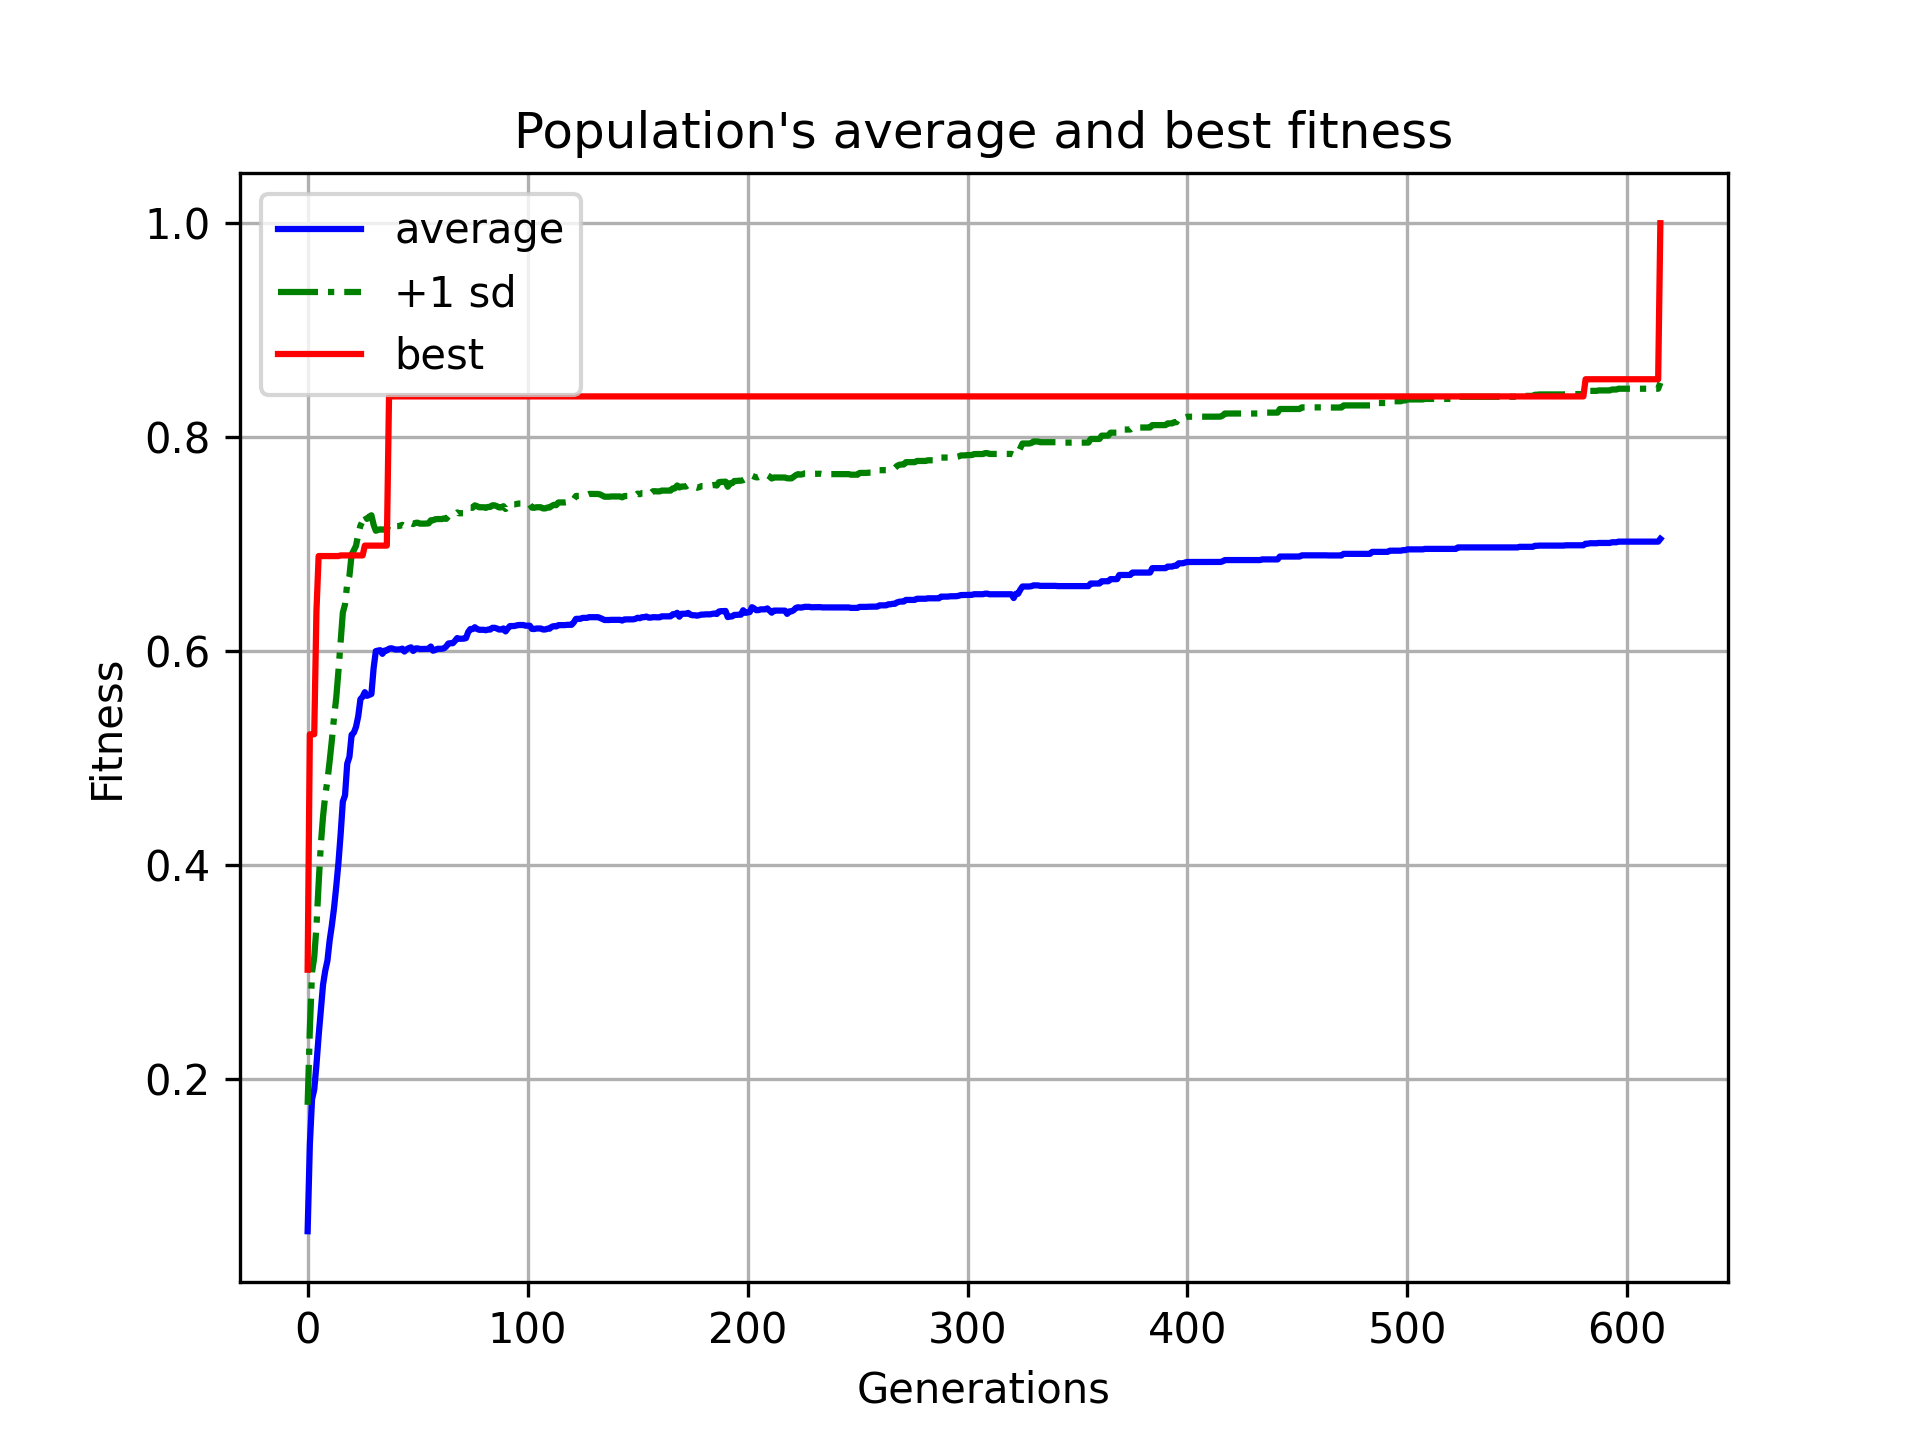 Population's average and best fitness
average
+1 sd
best
1.0
0.8
0.6
0.4
0.2
Fitness
0 100 200 300 400 500 600
Generations